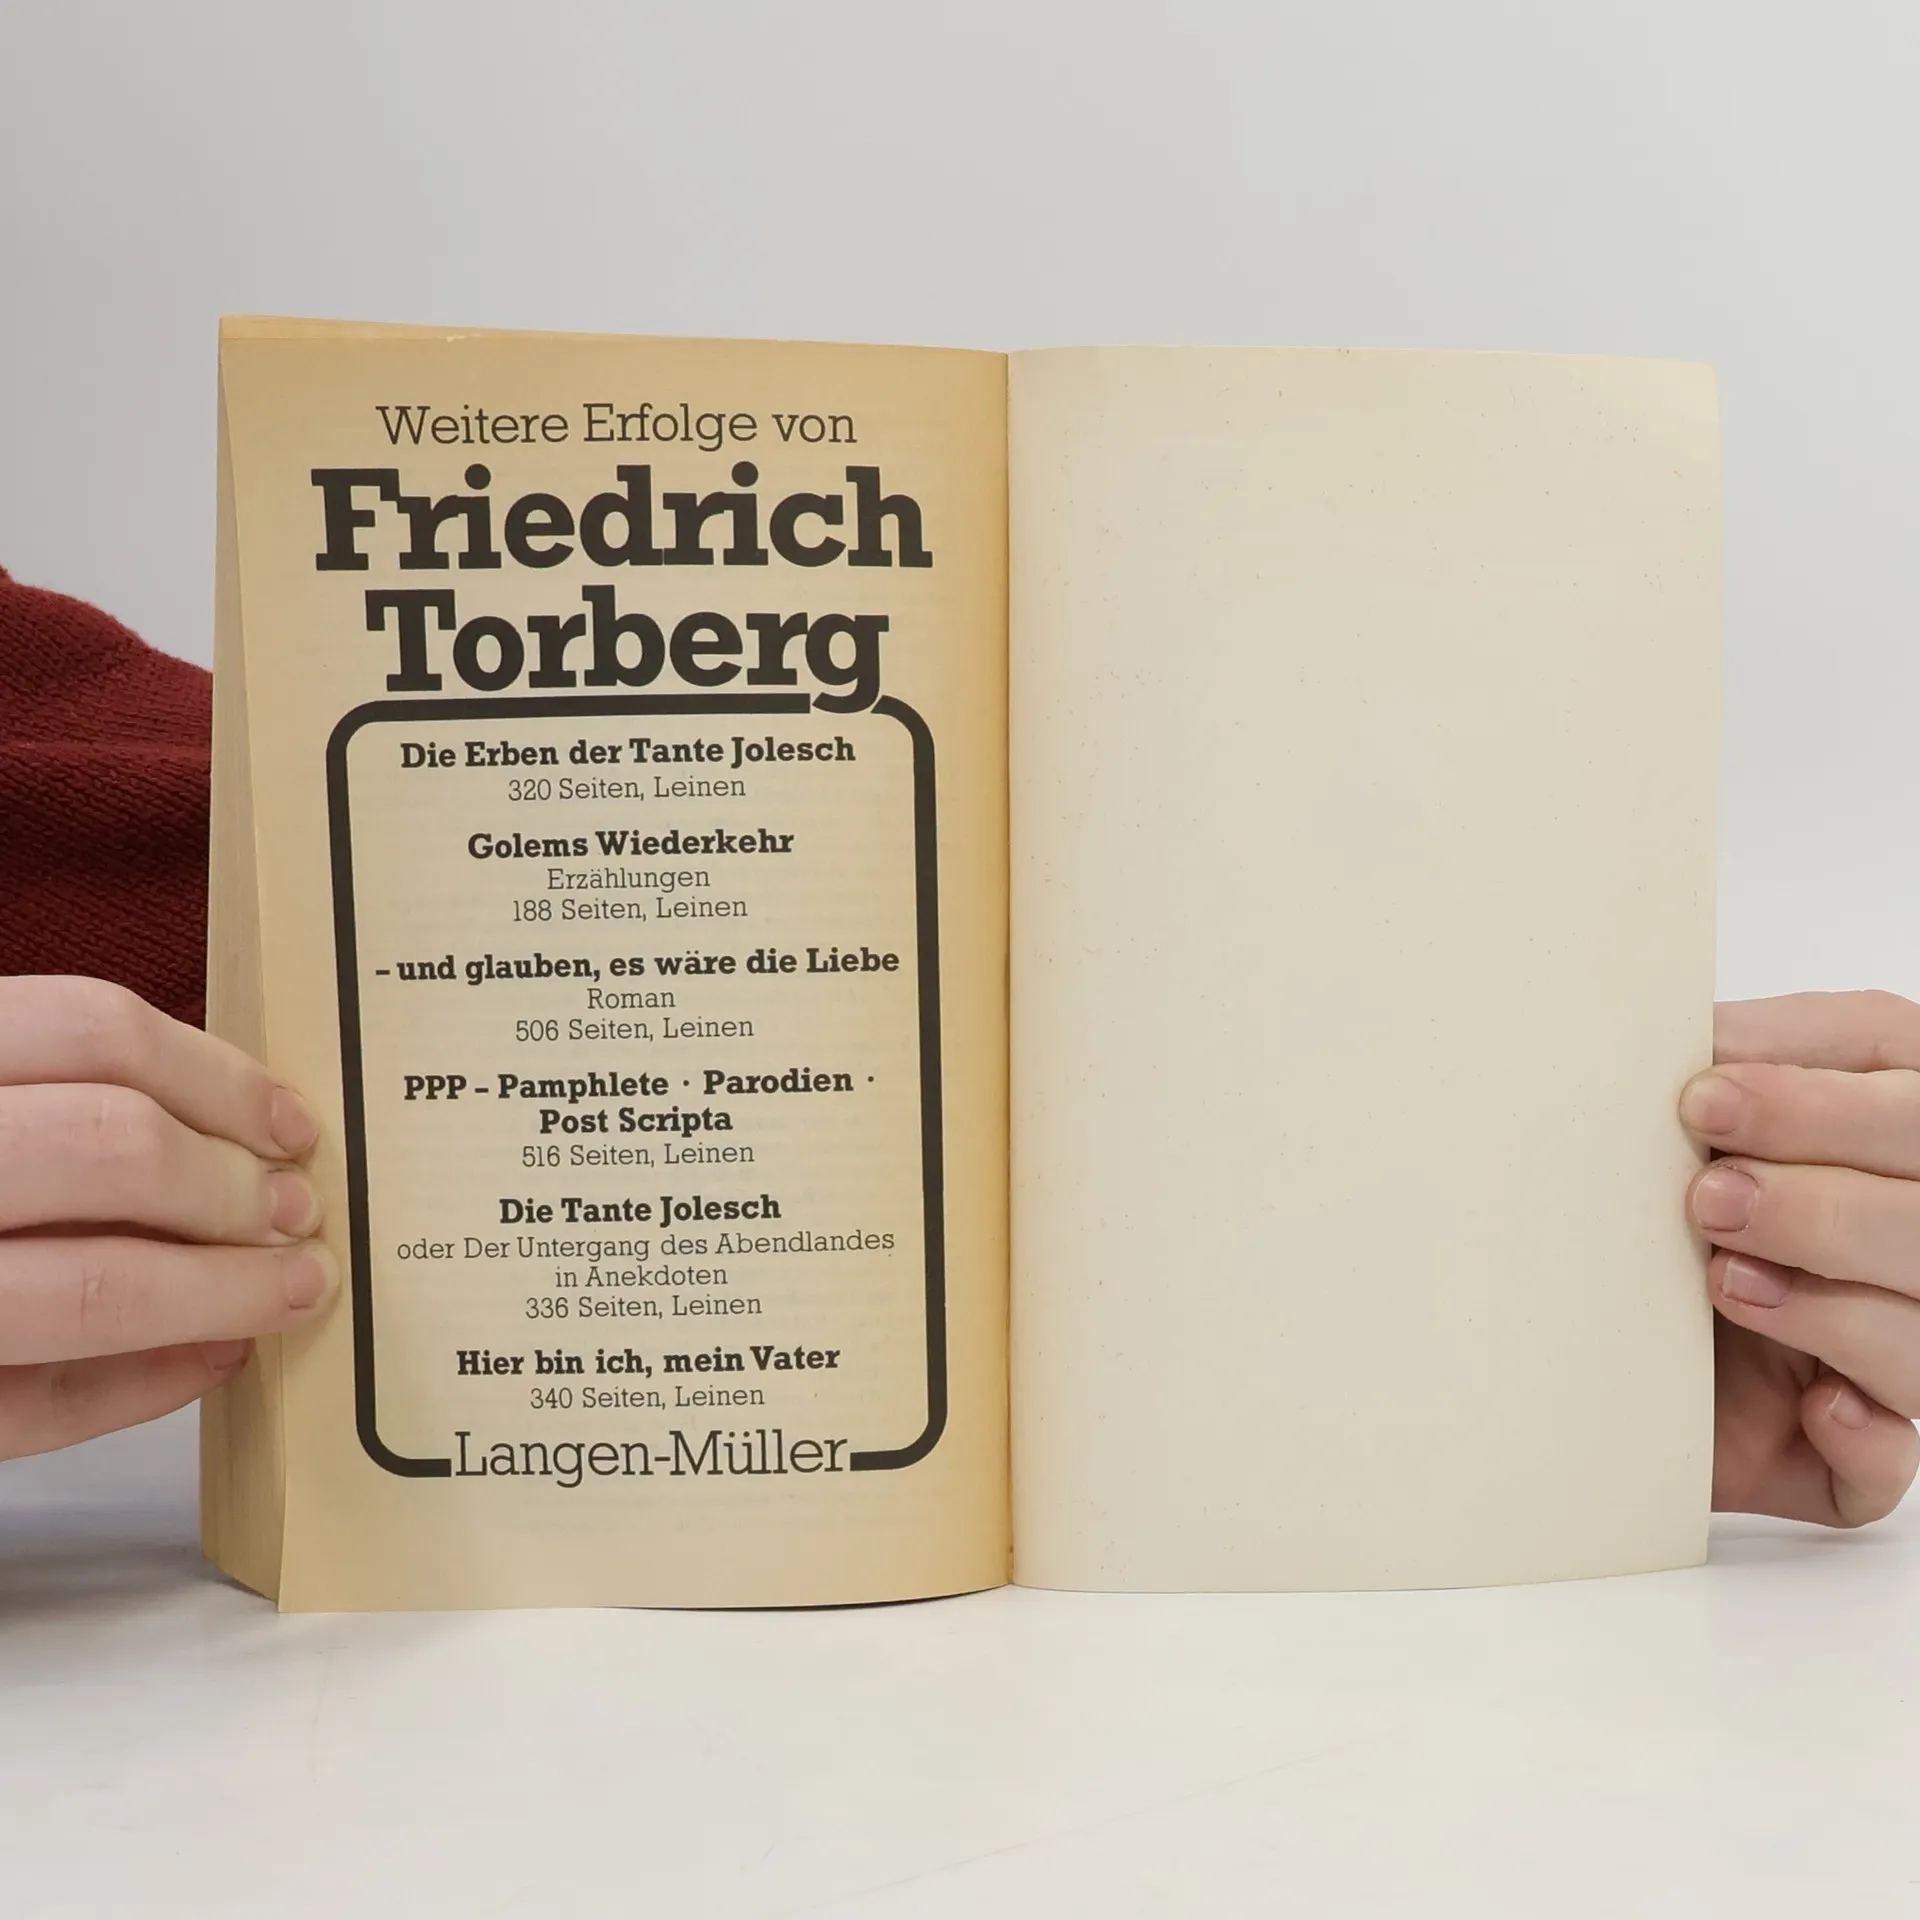 Weitere Erfolge von
Friedrich
Torberg
Die Erben der Tante Jolesch
320 Seiten, Leinen
Golems Wiederkehr
Erzählungen
188 Seiten, Leinen
– und glauben, es wäre die Liebe
Roman
506 Seiten, Leinen
PPP – Pamphlete · Parodien ·
Post Scripta
516 Seiten, Leinen
Die Tante Jolesch
oder Der Untergang des Abendlandes
in Anekdoten
336 Seiten, Leinen
Hier bin ich, mein Vater
340 Seiten, Leinen
Langen-Müller